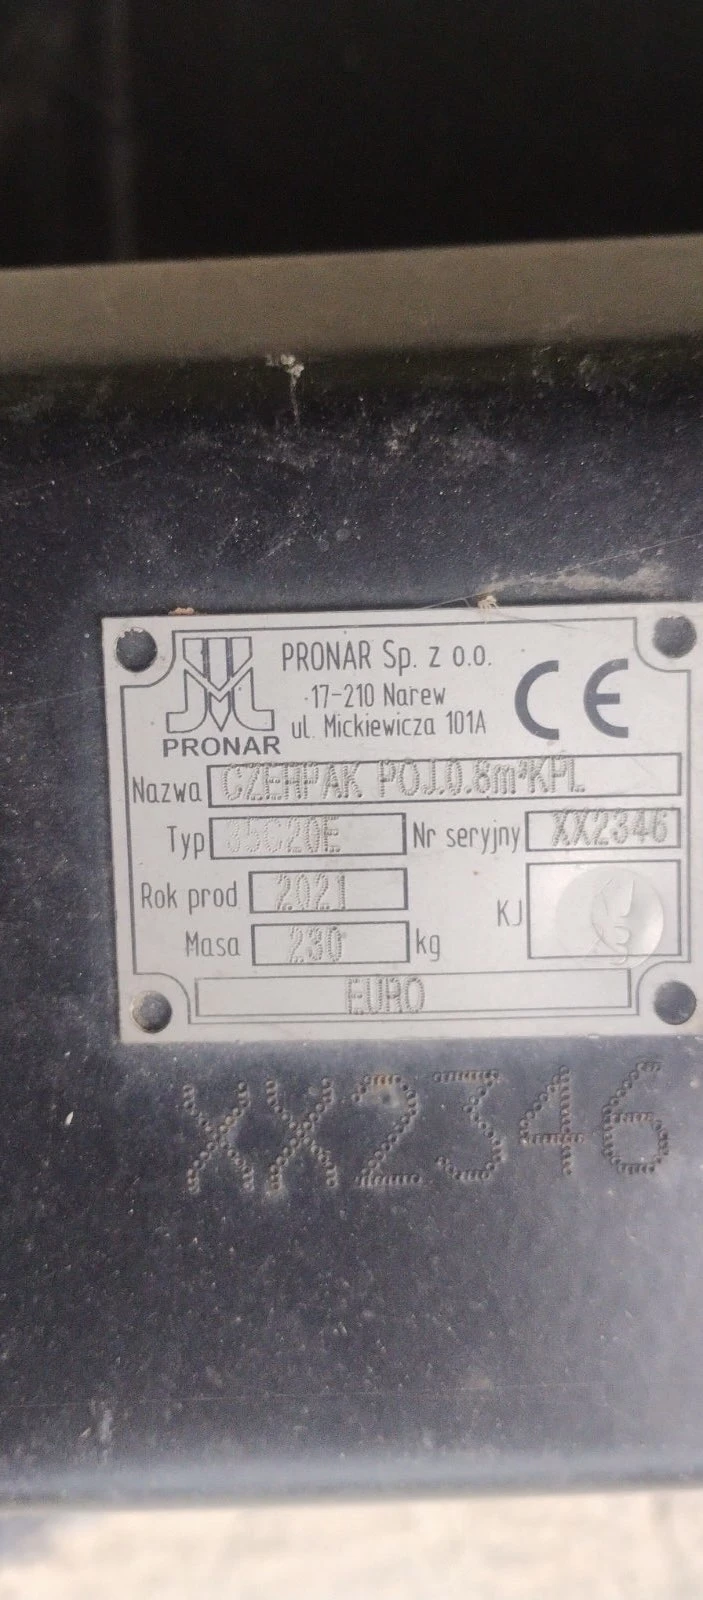 PRONAR Sp. z o.o.
17-210 Narew
ul. Mickiewicza 101A
CE
PRONAR
Nazwa CZERPAK POJ.0.8m³KPL
Typ 35C20E Nr seryjny XX2346
Rok prod 2021
KJ
Masa 230 kg
EURO
XX2346